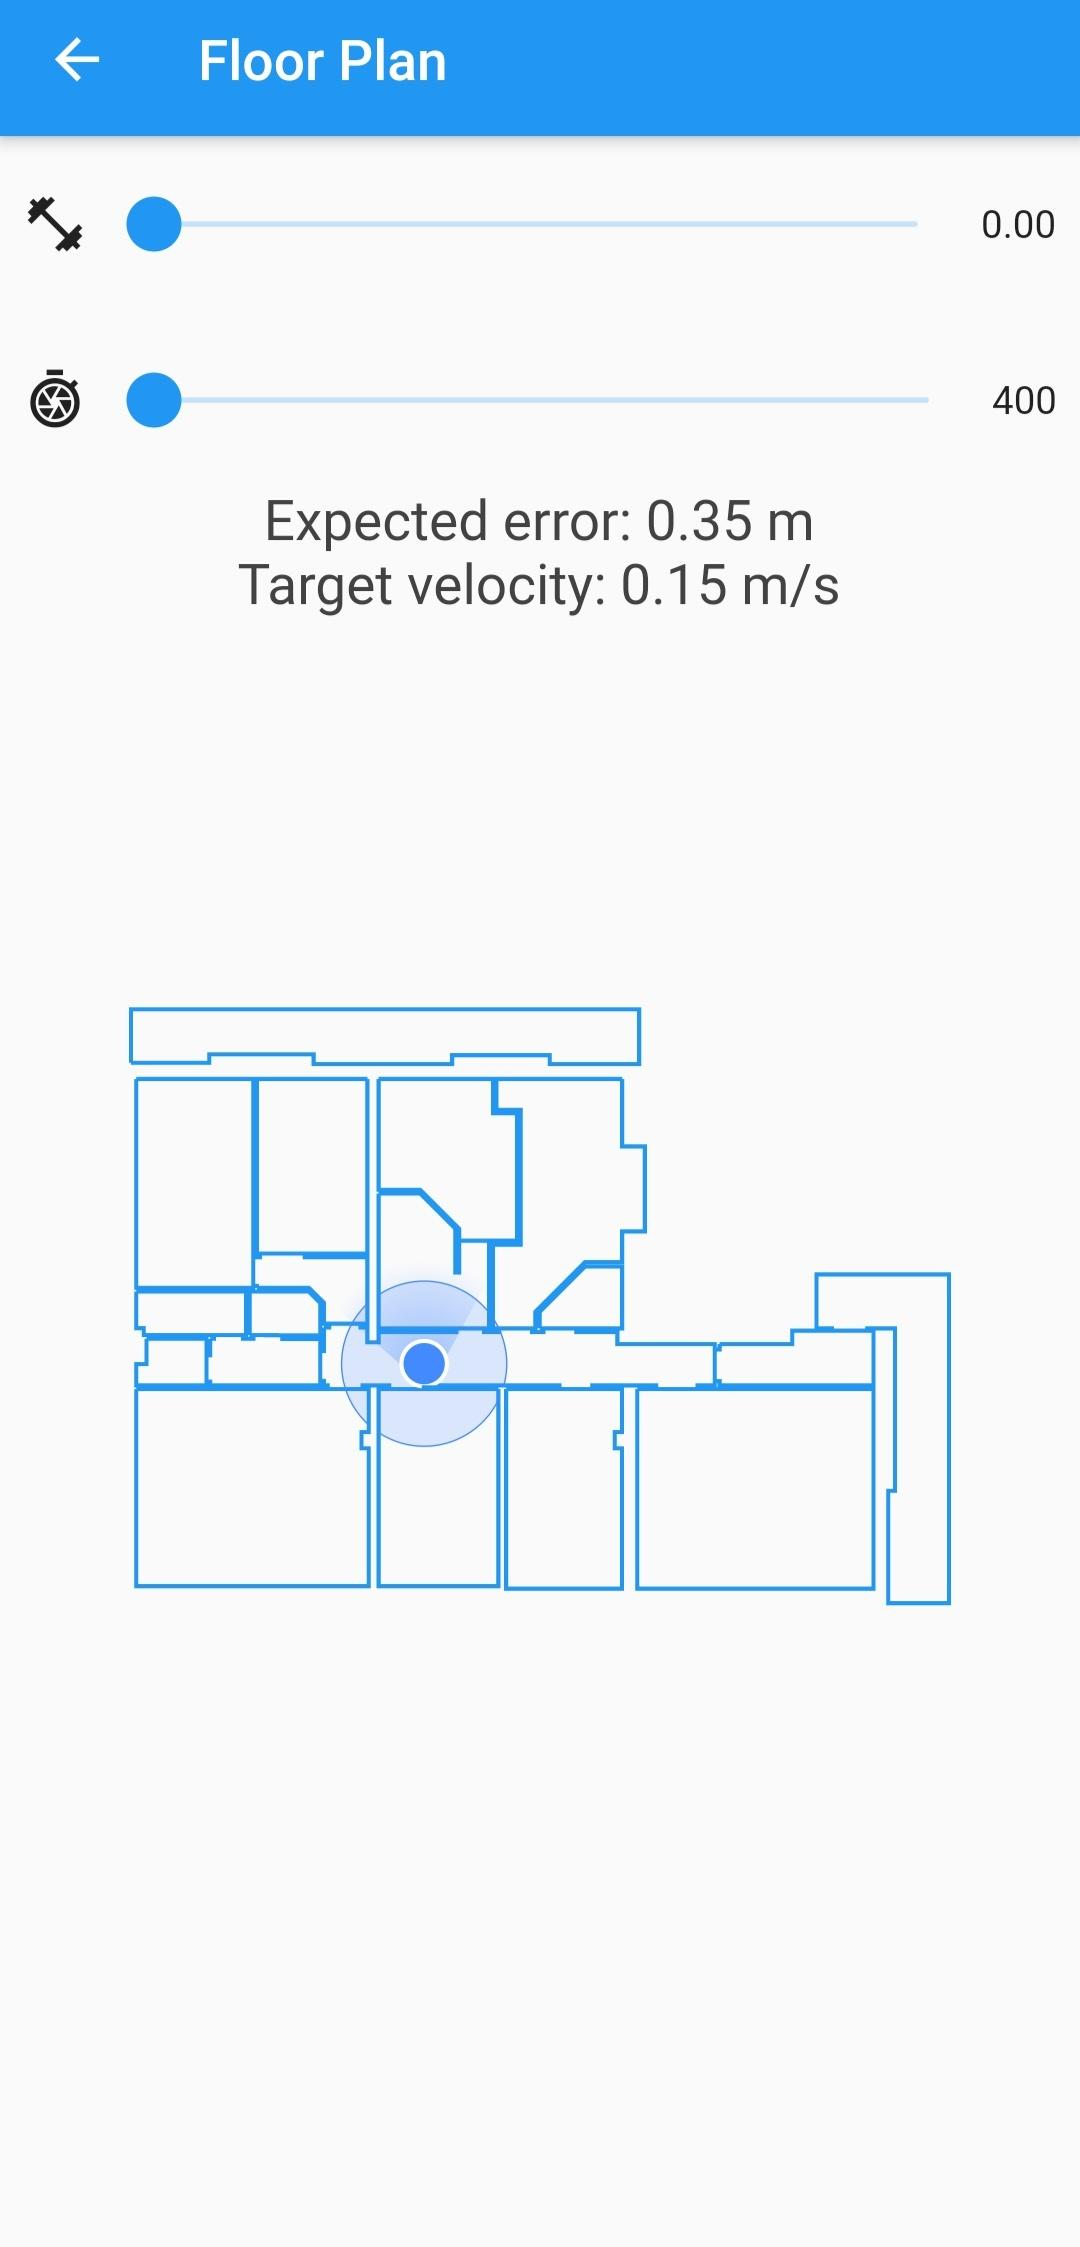 Floor Plan
0.00
400
Expected error: 0.35 m
Target velocity: 0.15 m/s